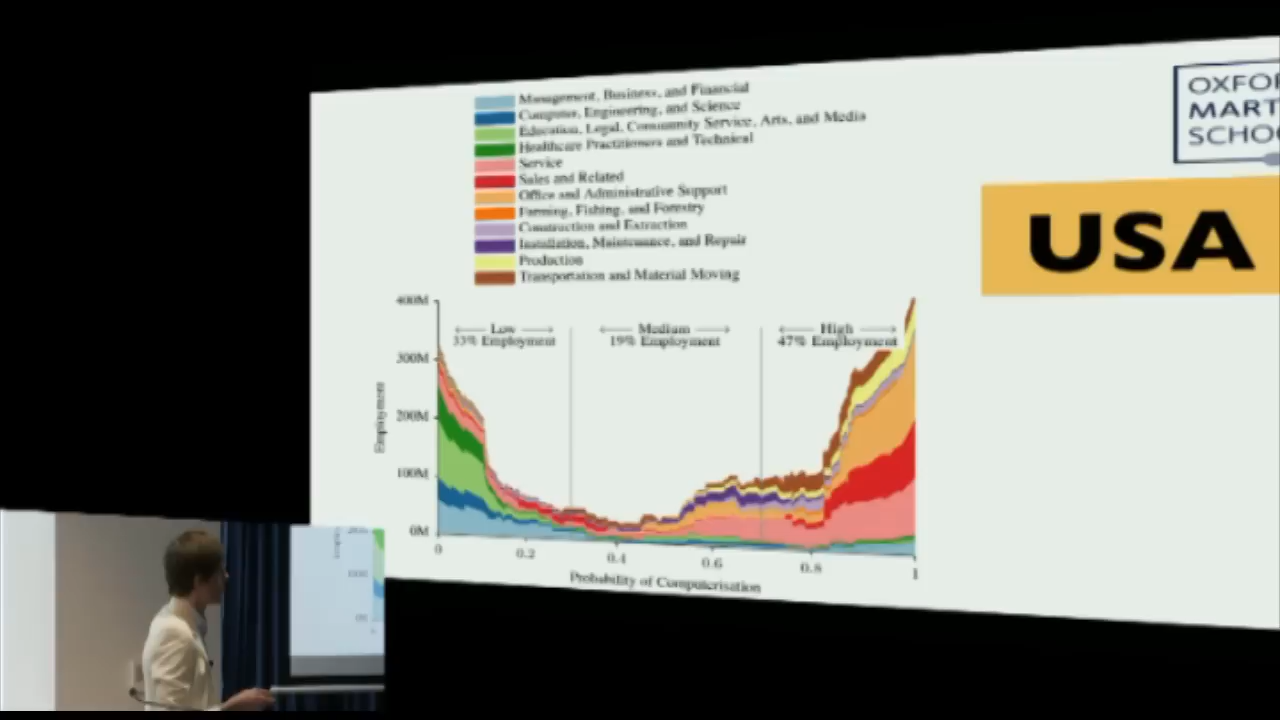 Management, Business, and Financial
Computer, Engineering, and Science
Education, Legal, Community Service, Arts, and Media
Healthcare Practitioners and Technical
Service
Sales and Related
Office and Administrative Support
Farming, Fishing, and Forestry
Construction and Extraction
Installation, Maintenance, and Repair
Production
Transportation and Material Moving
OXFO
MART
SCHO
USA
400M
300M
200M
100M
0M
Employment
Low
33% Employment
Medium
19% Employment
High
47% Employment
0
0.2
0.4
0.6
0.8
1
Probability of Computerisation